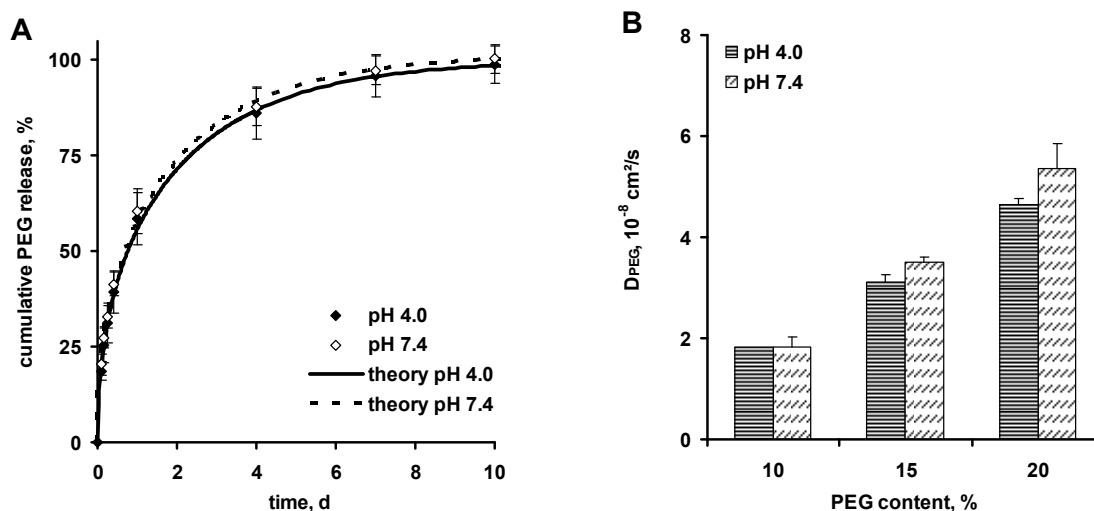 A
cumulative PEG release, %
100
75
50
25
0
0 2 4 6 8 10
time, d
pH 4.0
pH 7.4
theory pH 4.0
theory pH 7.4
B
DPEG, 10⁻⁸ cm²/s
8
6
4
2
0
pH 4.0
pH 7.4
10 15 20
PEG content, %